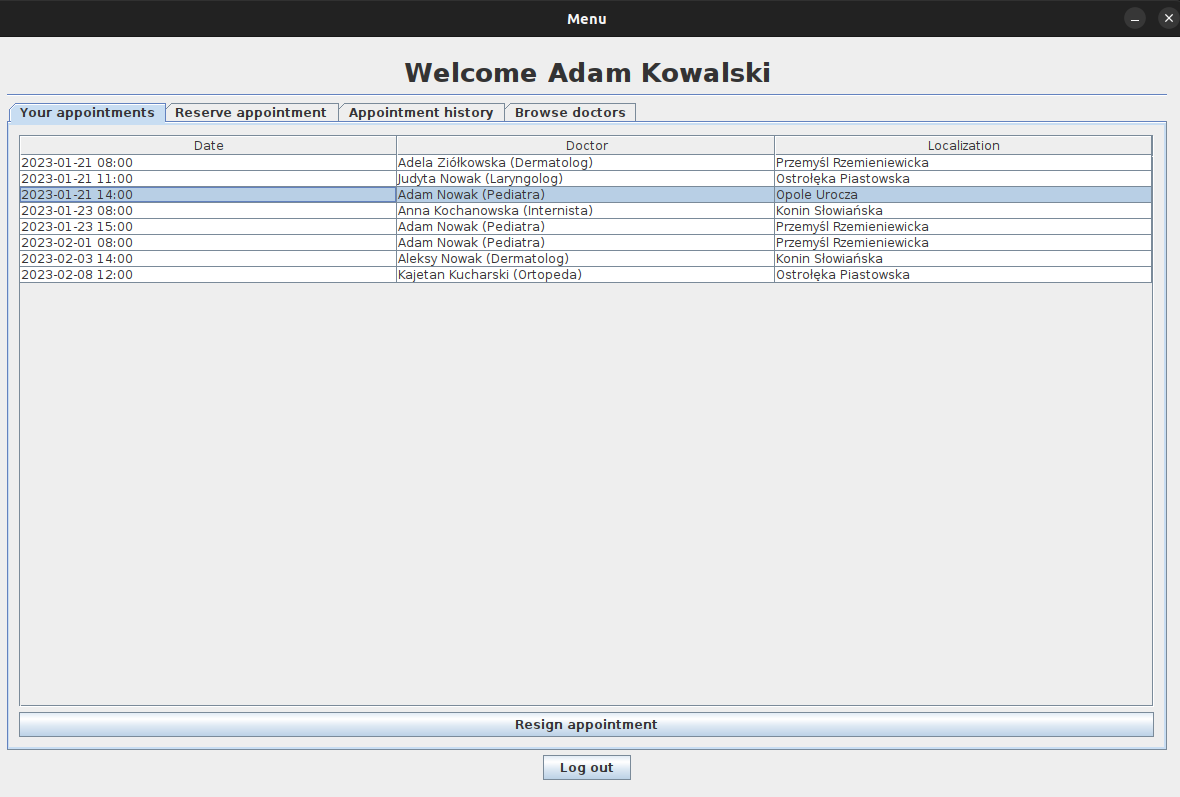 Menu
Welcome Adam Kowalski
Your appointments Reserve appointment Appointment history Browse doctors
Date Doctor Localization
2023-01-21 08:00 Adela Ziółkowska (Dermatolog) Przemyśl Rzemieniewicka
2023-01-21 11:00 Judyta Nowak (Laryngolog) Ostrołęka Piastowska
2023-01-21 14:00 Adam Nowak (Pediatra) Opole Urocza
2023-01-23 08:00 Anna Kochanowska (Internista) Konin Słowiańska
2023-01-23 15:00 Adam Nowak (Pediatra) Przemyśl Rzemieniewicka
2023-02-01 08:00 Adam Nowak (Pediatra) Przemyśl Rzemieniewicka
2023-02-03 14:00 Aleksy Nowak (Dermatolog) Konin Słowiańska
2023-02-08 12:00 Kajetan Kucharski (Ortopeda) Ostrołęka Piastowska
Resign appointment
Log out